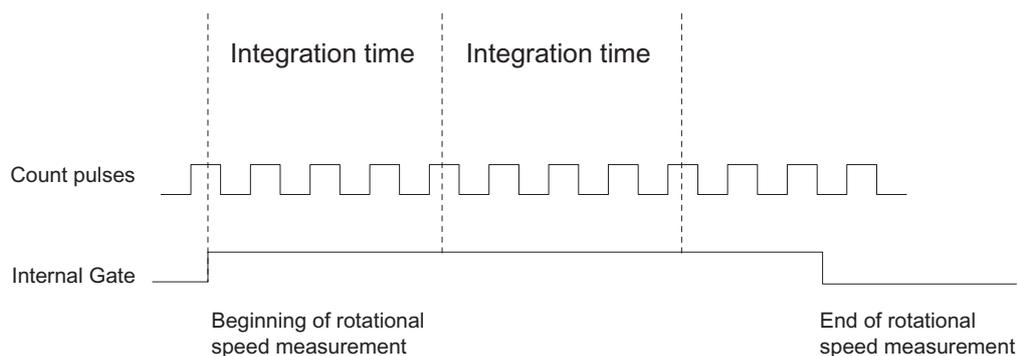 Integration time
Integration time
Count pulses
Internal Gate
Beginning of rotational
speed measurement
End of rotational
speed measurement